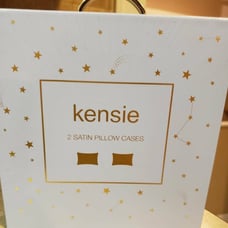 kensie
2 SATIN PILLOW CASES